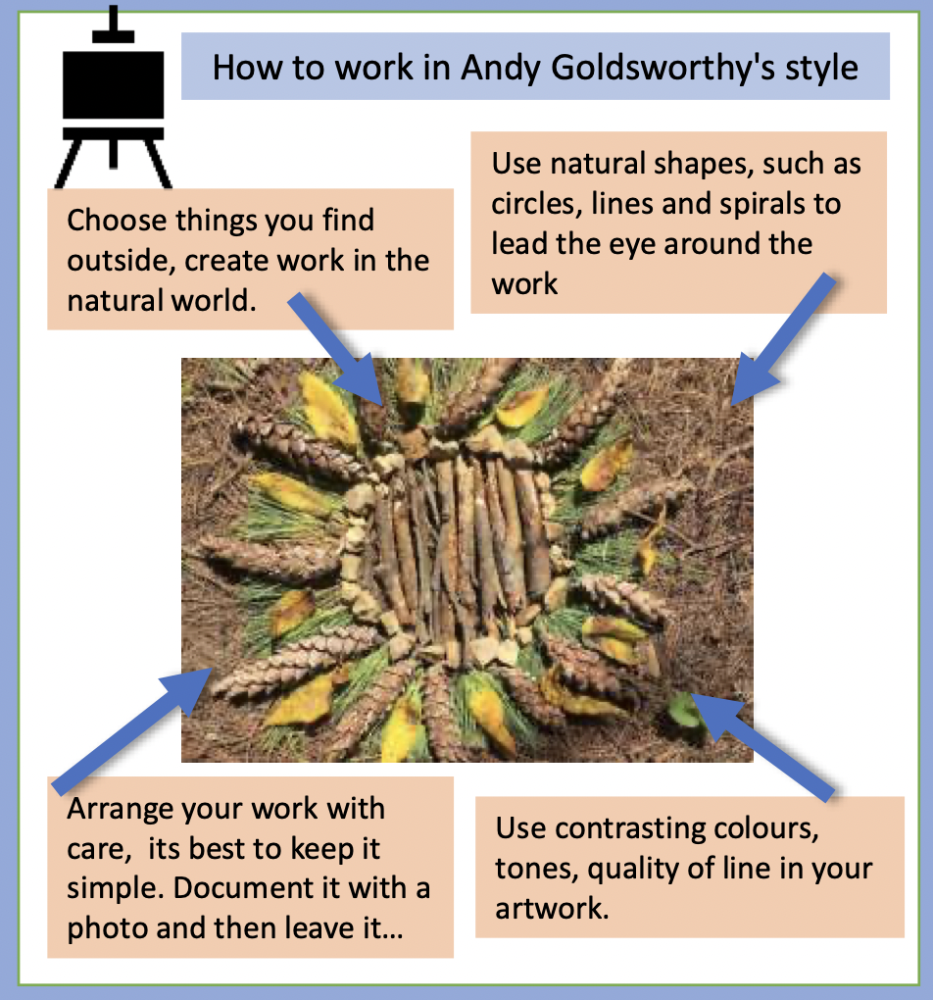 How to work in Andy Goldsworthy's style
Choose things you find
outside, create work in the
natural world.
Use natural shapes, such as
circles, lines and spirals to
lead the eye around the
work
Arrange your work with
care,  its best to keep it
simple. Document it with a
photo and then leave it...
Use contrasting colours,
tones, quality of line in your
artwork.